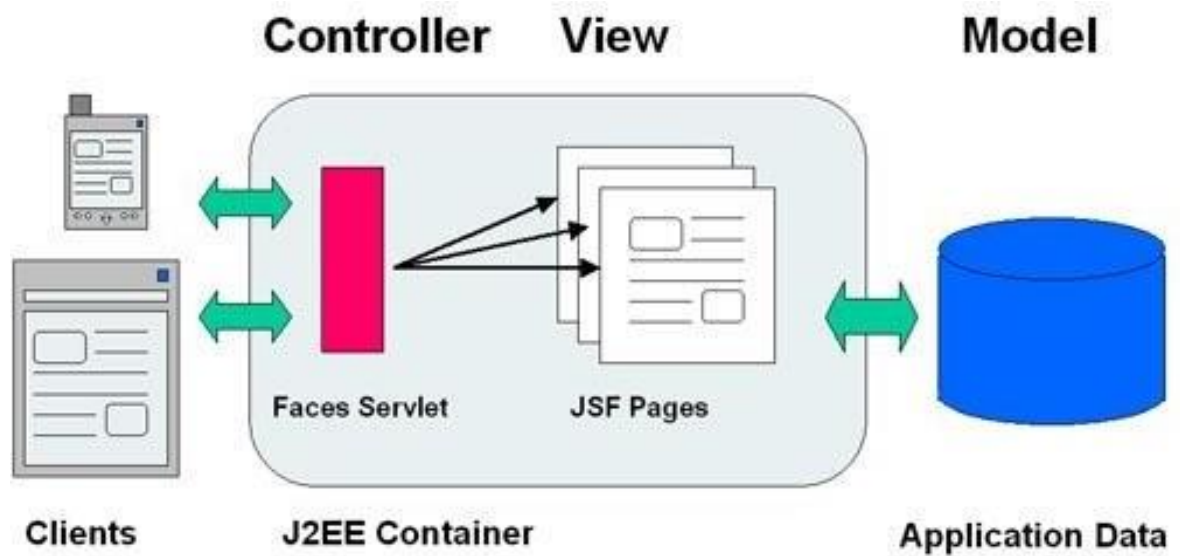 Controller View Model
Faces Servlet JSF Pages
Clients J2EE Container Application Data